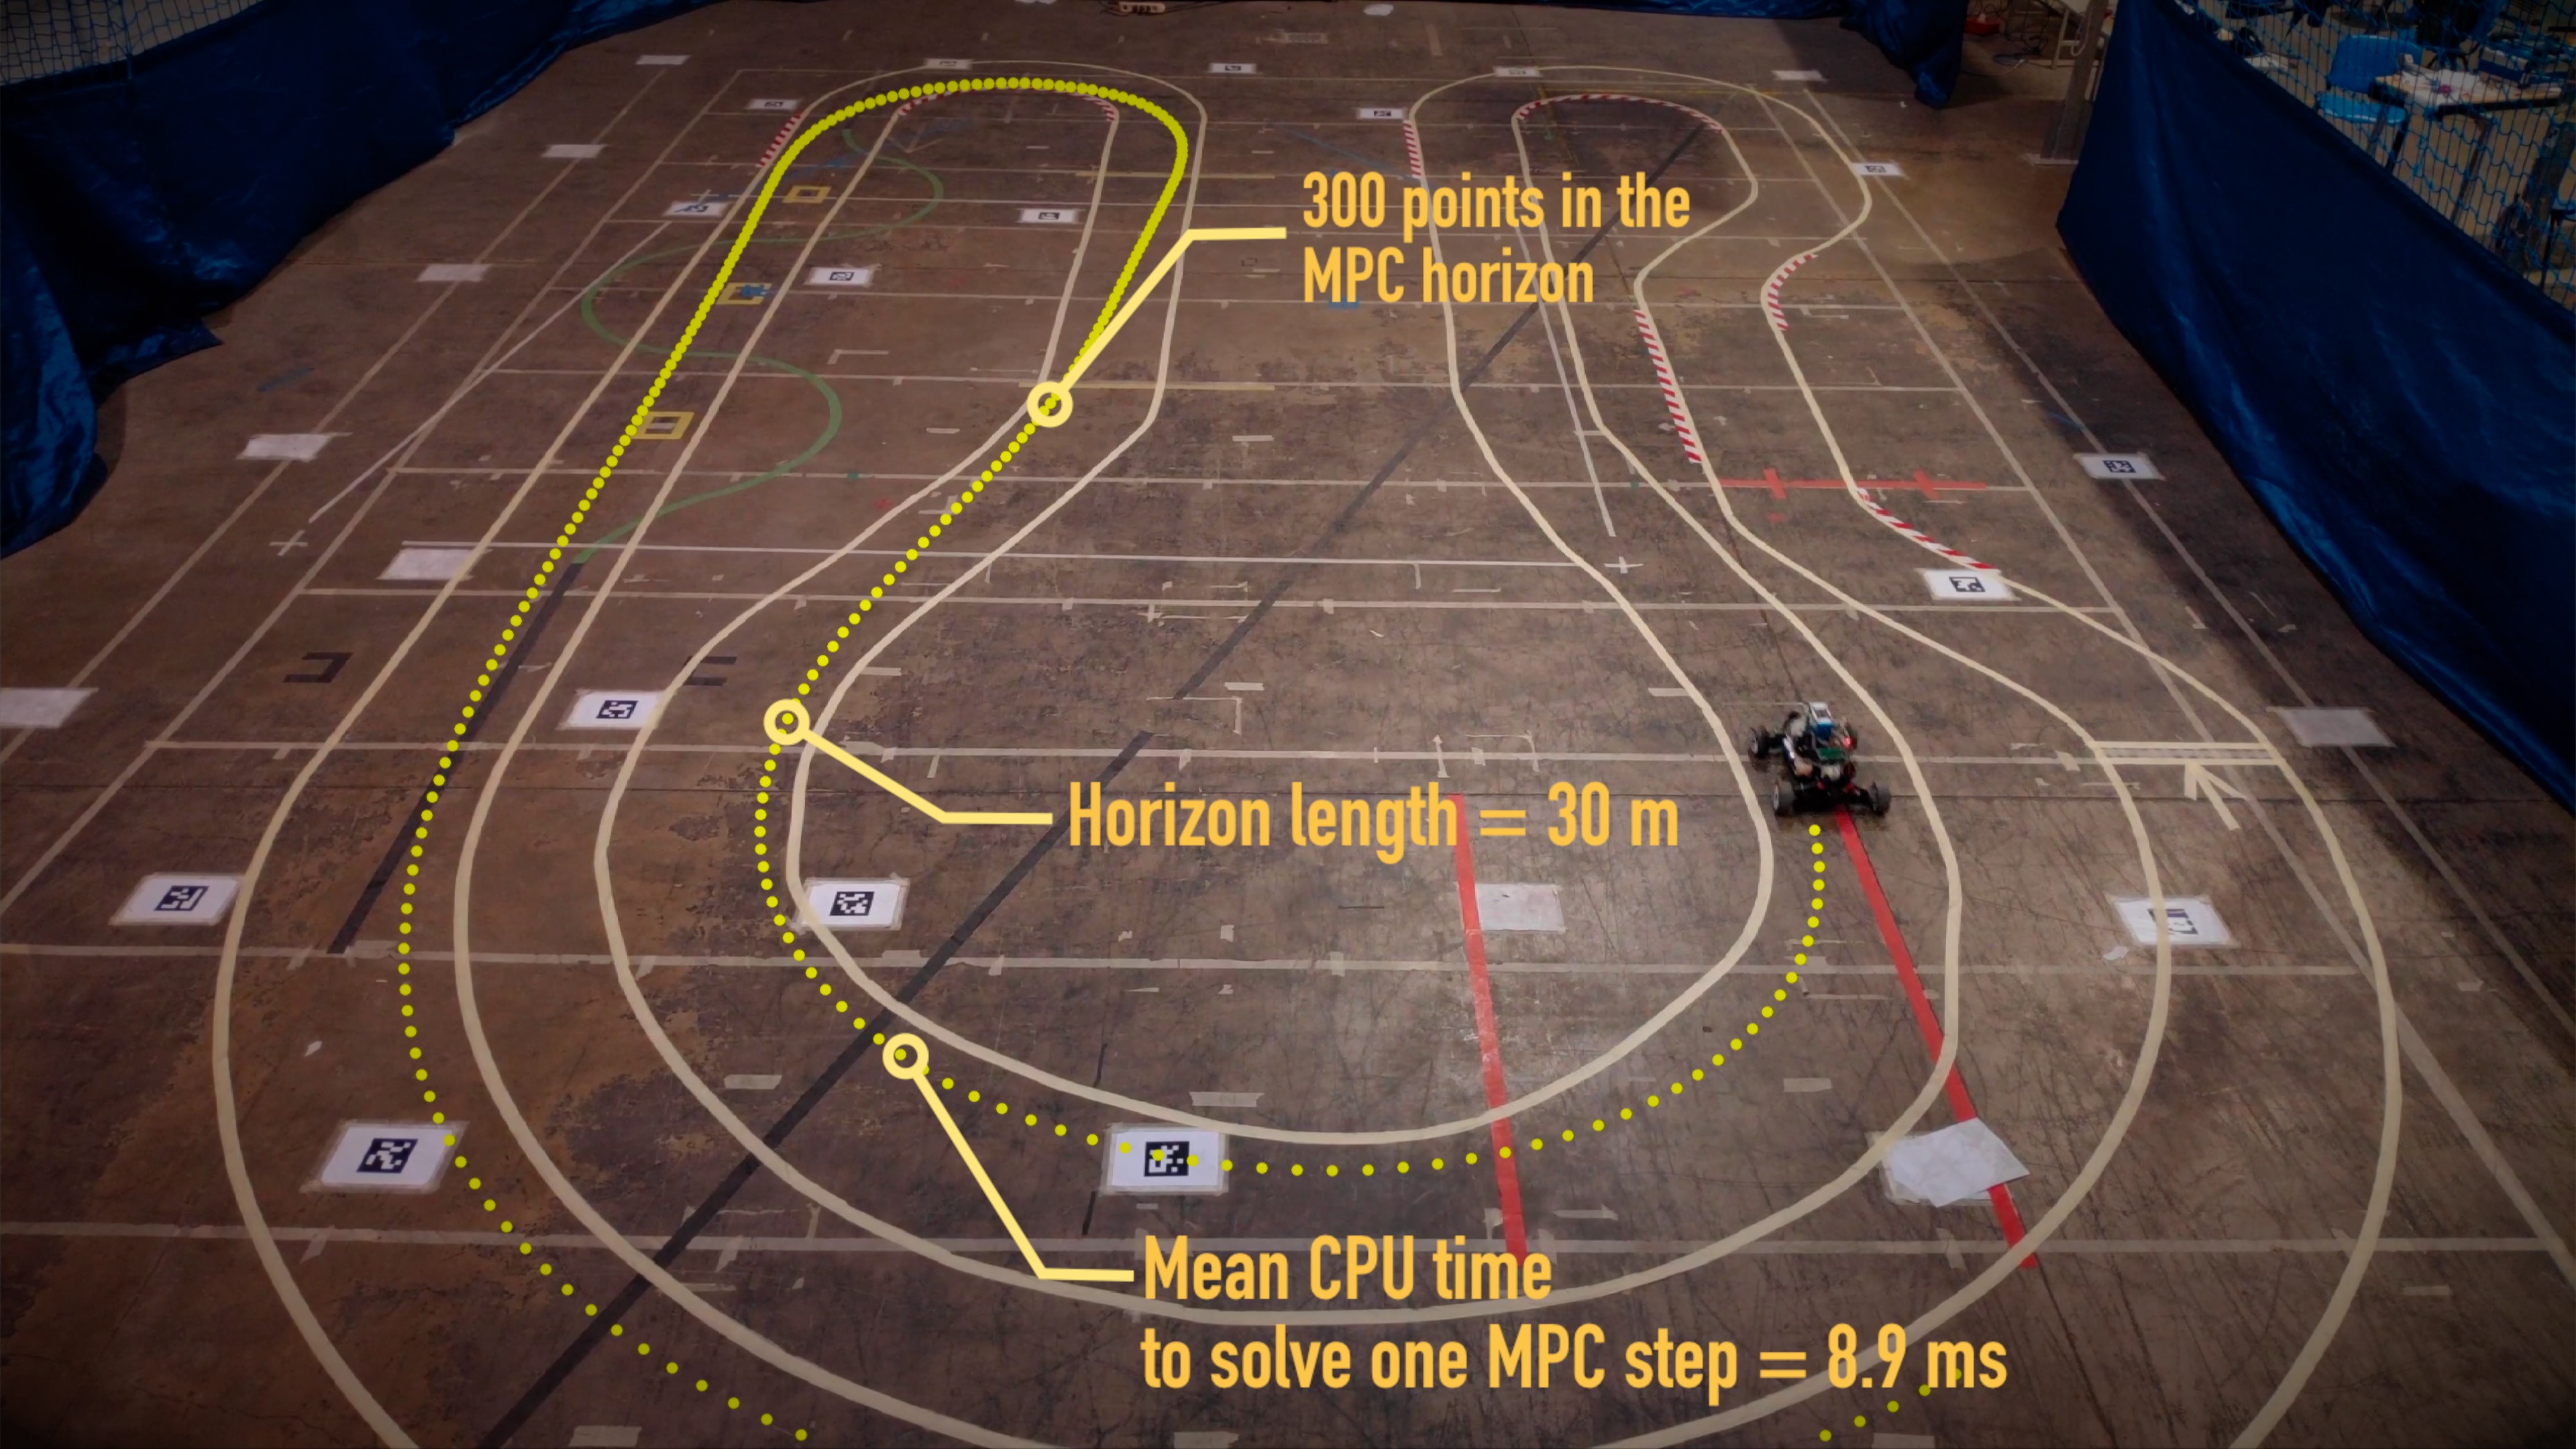 300 points in the
MPC horizon
Horizon length = 30 m
Mean CPU time
to solve one MPC step = 8.9 ms